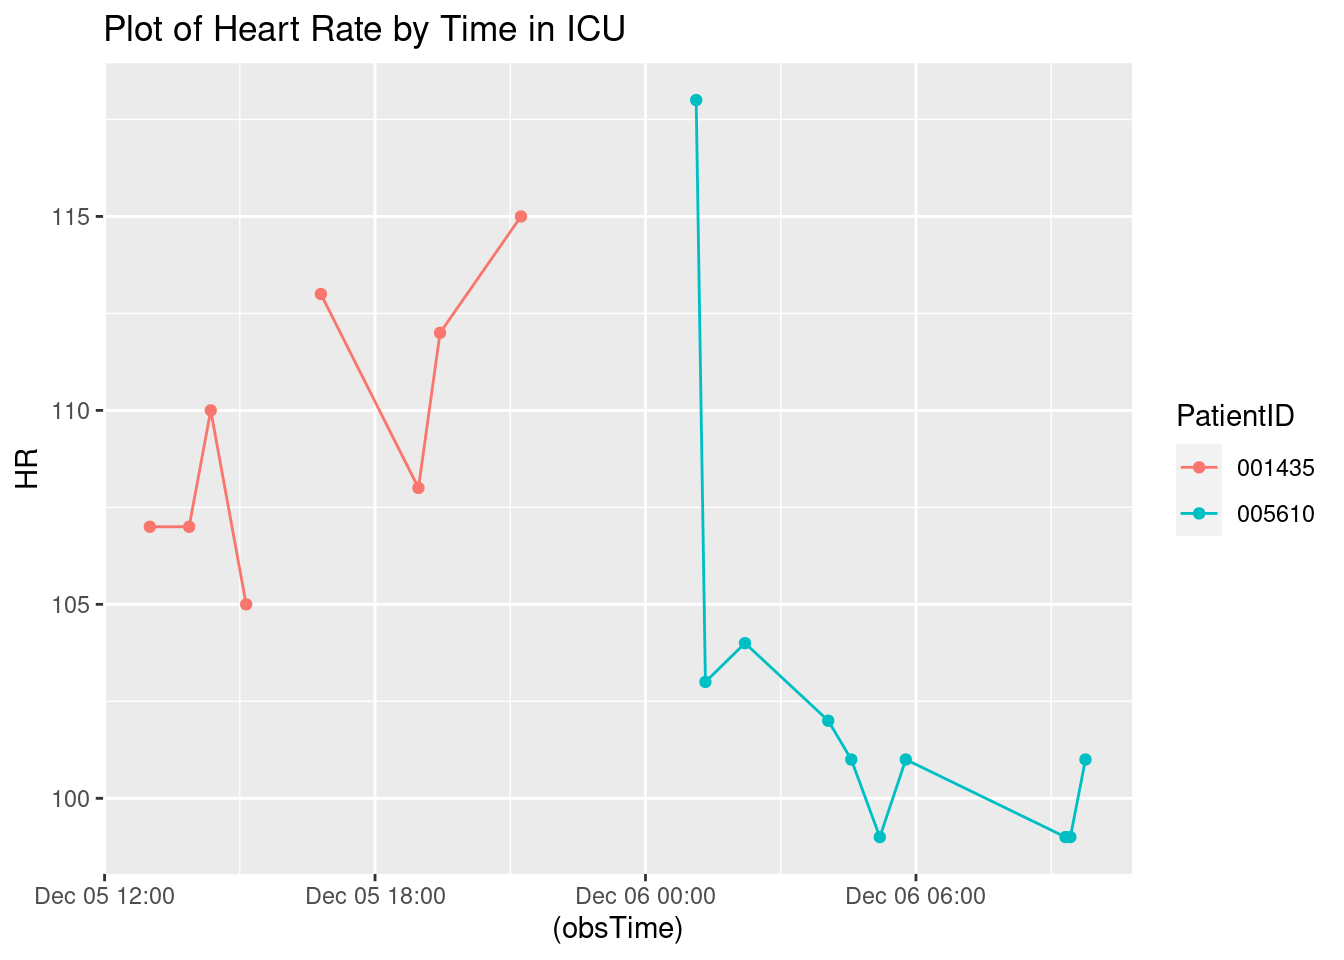 Plot of Heart Rate by Time in ICU
115
110
105
100
HR
Dec 05 12:00
Dec 05 18:00
Dec 06 00:00
Dec 06 06:00
(obsTime)
PatientID
001435
005610